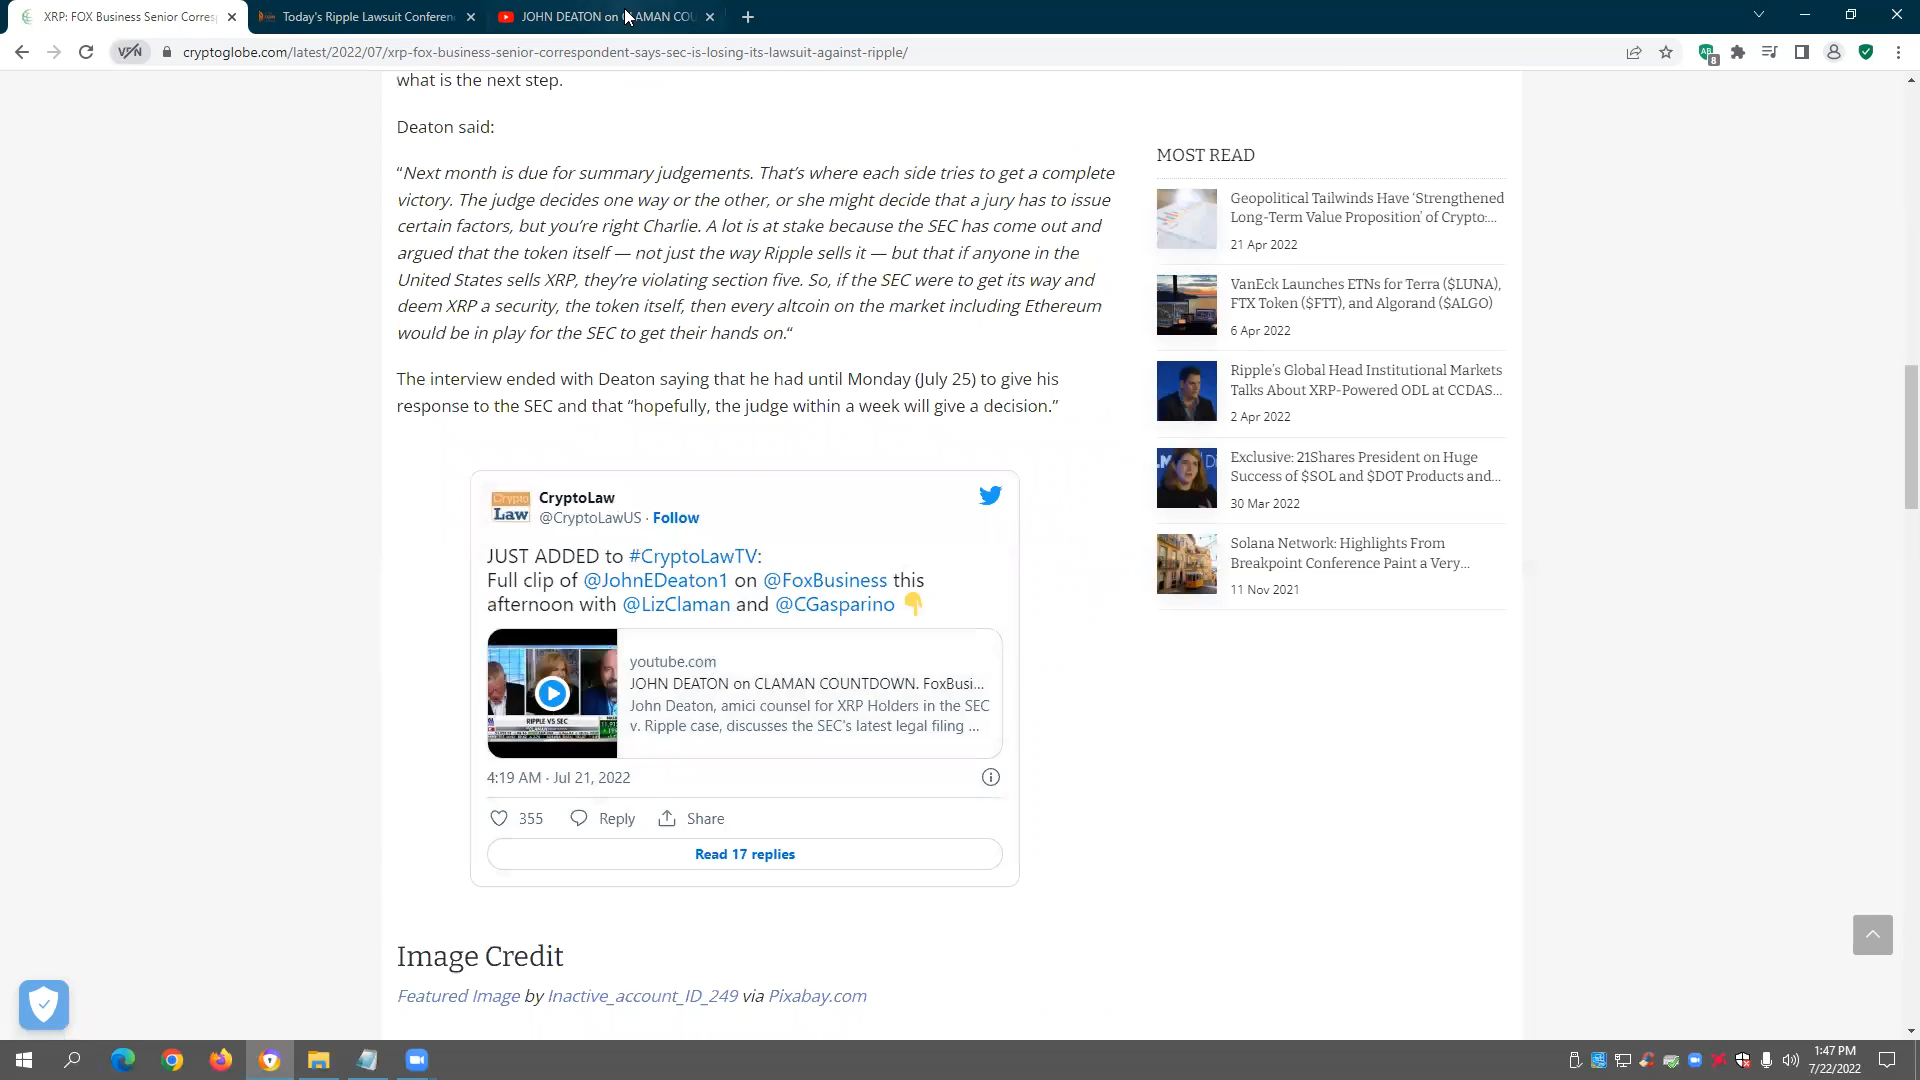 XRP: FOX Business Senior Corres
Today's Ripple Lawsuit Conferen
JOHN DEATON on CLAMAN COU
VPN
cryptoglobe.com/latest/2022/07/xrp-fox-business-senior-correspondent-says-sec-is-losing-its-lawsuit-against-ripple/
8
what is the next step.
Deaton said:
“Next month is due for summary judgements. That’s where each side tries to get a complete
victory. The judge decides one way or the other, or she might decide that a jury has to issue
certain factors, but you’re right Charlie. A lot is at stake because the SEC has come out and
argued that the token itself — not just the way Ripple sells it — but that if anyone in the
United States sells XRP, they’re violating section five. So, if the SEC were to get its way and
deem XRP a security, the token itself, then every altcoin on the market including Ethereum
would be in play for the SEC to get their hands on.“
The interview ended with Deaton saying that he had until Monday (July 25) to give his
response to the SEC and that “hopefully, the judge within a week will give a decision.”
Crypto
Law
CryptoLaw
@CryptoLawUS · Follow
JUST ADDED to #CryptoLawTV:
Full clip of @JohnEDeaton1 on @FoxBusiness this
afternoon with @LizClaman and @CGasparino 👇
RIPPLE VS SEC
youtube.com
JOHN DEATON on CLAMAN COUNTDOWN. FoxBusi...
John Deaton, amici counsel for XRP Holders in the SEC
v. Ripple case, discusses the SEC's latest legal filing ...
4:19 AM · Jul 21, 2022
355 Reply Share
Read 17 replies
Image Credit
Featured Image by Inactive_account_ID_249 via Pixabay.com
MOST READ
Geopolitical Tailwinds Have ‘Strengthened
Long-Term Value Proposition’ of Crypto:...
21 Apr 2022
VanEck Launches ETNs for Terra ($LUNA),
FTX Token ($FTT), and Algorand ($ALGO)
6 Apr 2022
Ripple’s Global Head Institutional Markets
Talks About XRP-Powered ODL at CCDAS...
2 Apr 2022
Exclusive: 21Shares President on Huge
Success of $SOL and $DOT Products and...
30 Mar 2022
Solana Network: Highlights From
Breakpoint Conference Paint a Very...
11 Nov 2021
1:47 PM
7/22/2022